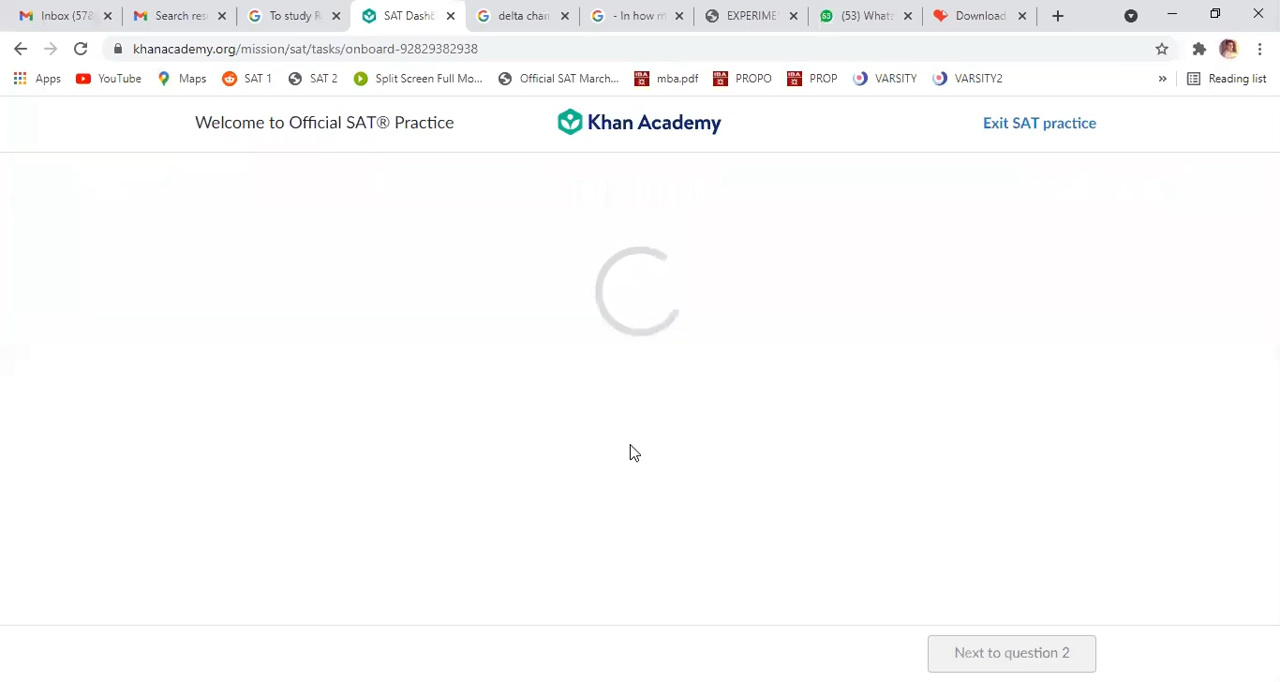 Inbox (578
Search res
To study R
SAT Dash
delta chan
- In how m
EXPERIME
(53) Whats
Download
khanacademy.org/mission/sat/tasks/onboard-92829382938
Apps
YouTube
Maps
SAT 1
SAT 2
Split Screen Full Mo...
Official SAT March...
mba.pdf
PROPO
PROP
VARSITY
VARSITY2
»
Reading list
Welcome to Official SAT® Practice
Khan Academy
Exit SAT practice
Next to question 2